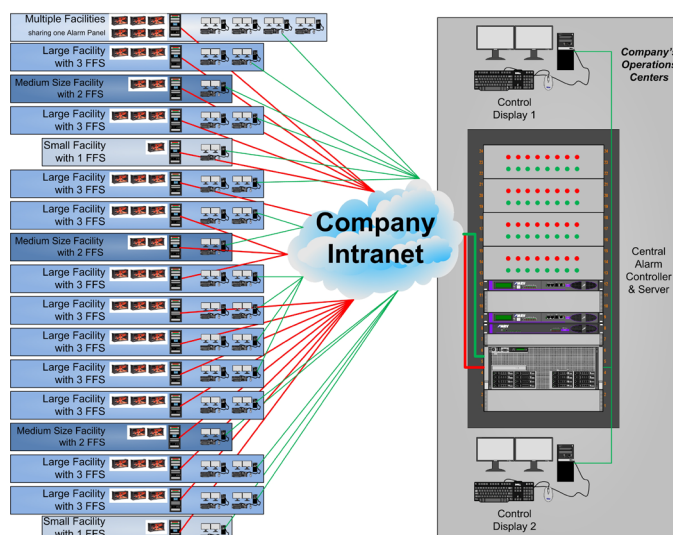 Multiple Facilities
sharing one Alarm Panel
Large Facility
with 3 FFS
Medium Size Facility
with 2 FFS
Large Facility
with 3 FFS
Small Facility
with 1 FFS
Large Facility
with 3 FFS
Large Facility
with 3 FFS
Medium Size Facility
with 2 FFS
Large Facility
with 3 FFS
Large Facility
with 3 FFS
Large Facility
with 3 FFS
Large Facility
with 3 FFS
Large Facility
with 3 FFS
Medium Size Facility
with 2 FFS
Large Facility
with 3 FFS
Large Facility
with 3 FFS
Small Facility
with 1 FFS
Company
Intranet
Company's
Operations
Centers
Control
Display 1
Central
Alarm
Controller
& Server
Control
Display 2